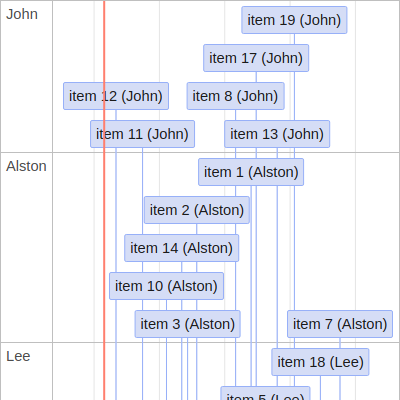 John
item 19 (John)
item 17 (John)
item 12 (John)
item 8 (John)
item 11 (John)
item 13 (John)
Alston
item 1 (Alston)
item 2 (Alston)
item 14 (Alston)
item 10 (Alston)
item 3 (Alston)
item 7 (Alston)
Lee
item 18 (Lee)
item 5 (Lee)